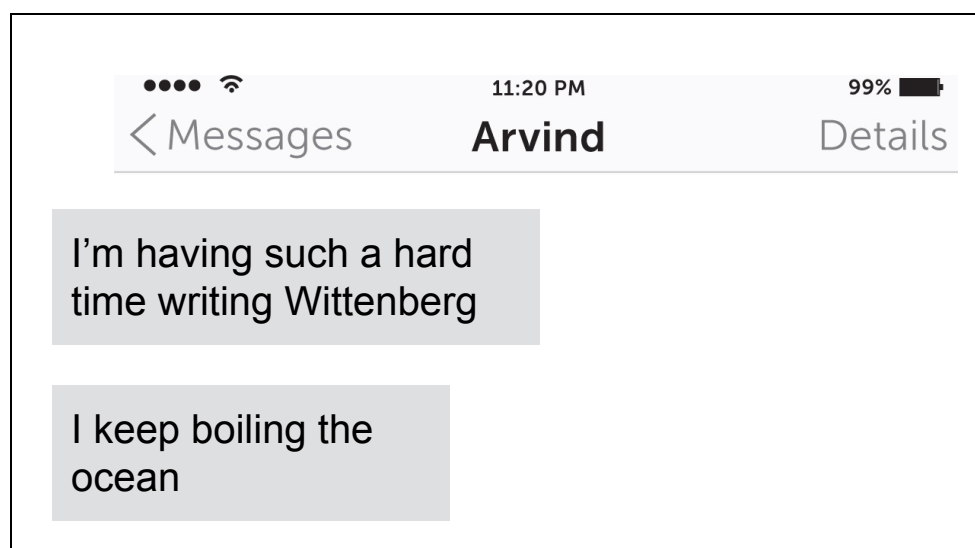 11:20 PM 99%
Messages Arvind Details
I’m having such a hard
time writing Wittenberg
I keep boiling the
ocean